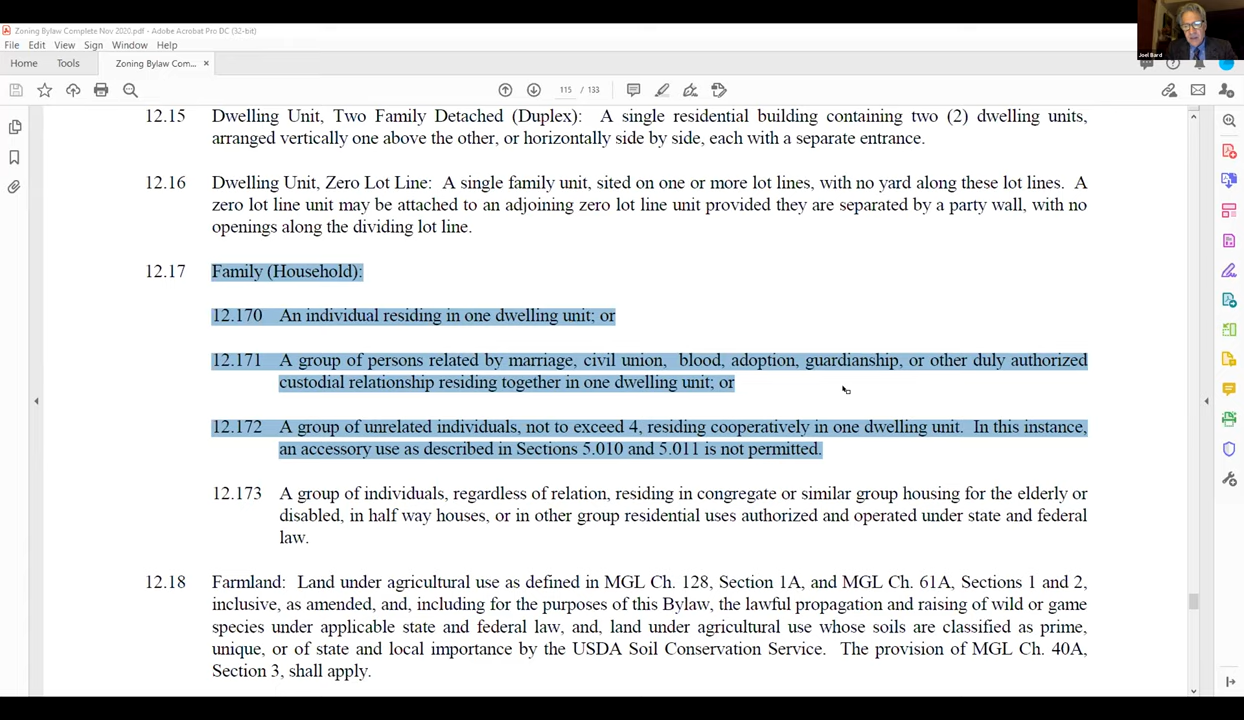 Zoning Bylaw Complete Nov 2020.pdf - Adobe Acrobat Pro DC (32-bit)
File Edit View Sign Window Help
Home Tools Zoning Bylaw Com... ×
115 / 133
Joel Bard
12.15 Dwelling Unit, Two Family Detached (Duplex): A single residential building containing two (2) dwelling units,
arranged vertically one above the other, or horizontally side by side, each with a separate entrance.
12.16 Dwelling Unit, Zero Lot Line: A single family unit, sited on one or more lot lines, with no yard along these lot lines. A
zero lot line unit may be attached to an adjoining zero lot line unit provided they are separated by a party wall, with no
openings along the dividing lot line.
12.17 Family (Household):
12.170 An individual residing in one dwelling unit; or
12.171 A group of persons related by marriage, civil union, blood, adoption, guardianship, or other duly authorized
custodial relationship residing together in one dwelling unit; or
12.172 A group of unrelated individuals, not to exceed 4, residing cooperatively in one dwelling unit. In this instance,
an accessory use as described in Sections 5.010 and 5.011 is not permitted.
12.173 A group of individuals, regardless of relation, residing in congregate or similar group housing for the elderly or
disabled, in half way houses, or in other group residential uses authorized and operated under state and federal
law.
12.18 Farmland: Land under agricultural use as defined in MGL Ch. 128, Section 1A, and MGL Ch. 61A, Sections 1 and 2,
inclusive, as amended, and, including for the purposes of this Bylaw, the lawful propagation and raising of wild or game
species under applicable state and federal law, and, land under agricultural use whose soils are classified as prime,
unique, or of state and local importance by the USDA Soil Conservation Service. The provision of MGL Ch. 40A,
Section 3, shall apply.